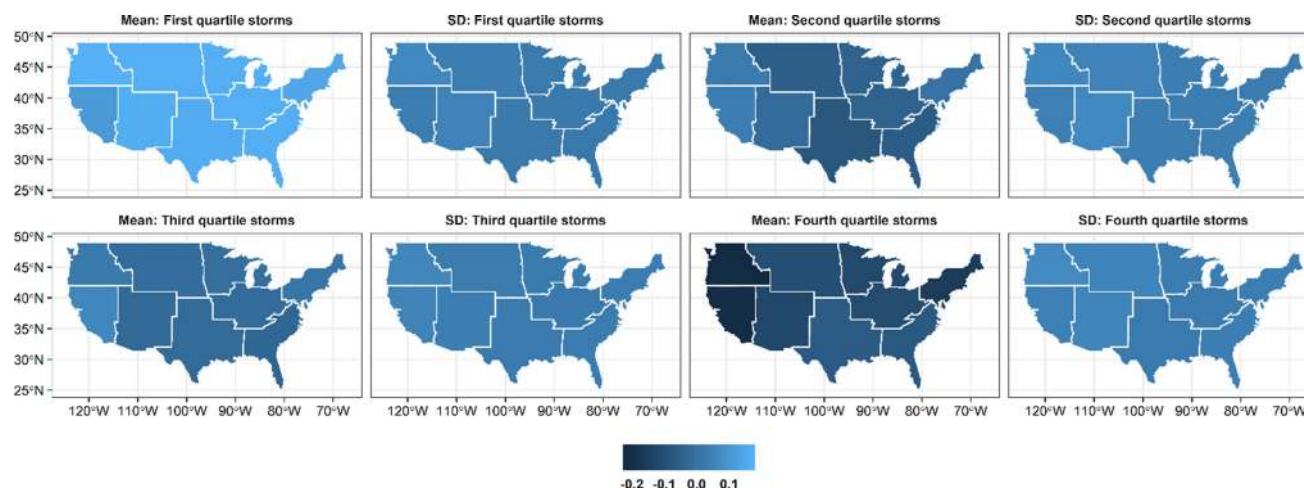 Mean: First quartile storms SD: First quartile storms Mean: Second quartile storms SD: Second quartile storms
50°N
45°N
40°N
35°N
30°N
25°N
Mean: Third quartile storms SD: Third quartile storms Mean: Fourth quartile storms SD: Fourth quartile storms
50°N
45°N
40°N
35°N
30°N
25°N
120°W 110°W 100°W 90°W 80°W 70°W 120°W 110°W 100°W 90°W 80°W 70°W 120°W 110°W 100°W 90°W 80°W 70°W 120°W 110°W 100°W 90°W 80°W 70°W
-0.2 -0.1 0.0 0.1